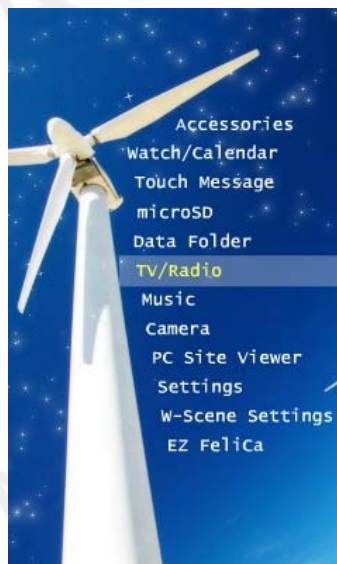 Accessories
Watch/Calendar
Touch Message
microSD
Data Folder
TV/Radio
Music
Camera
PC Site Viewer
Settings
W-Scene Settings
EZ FeliCa